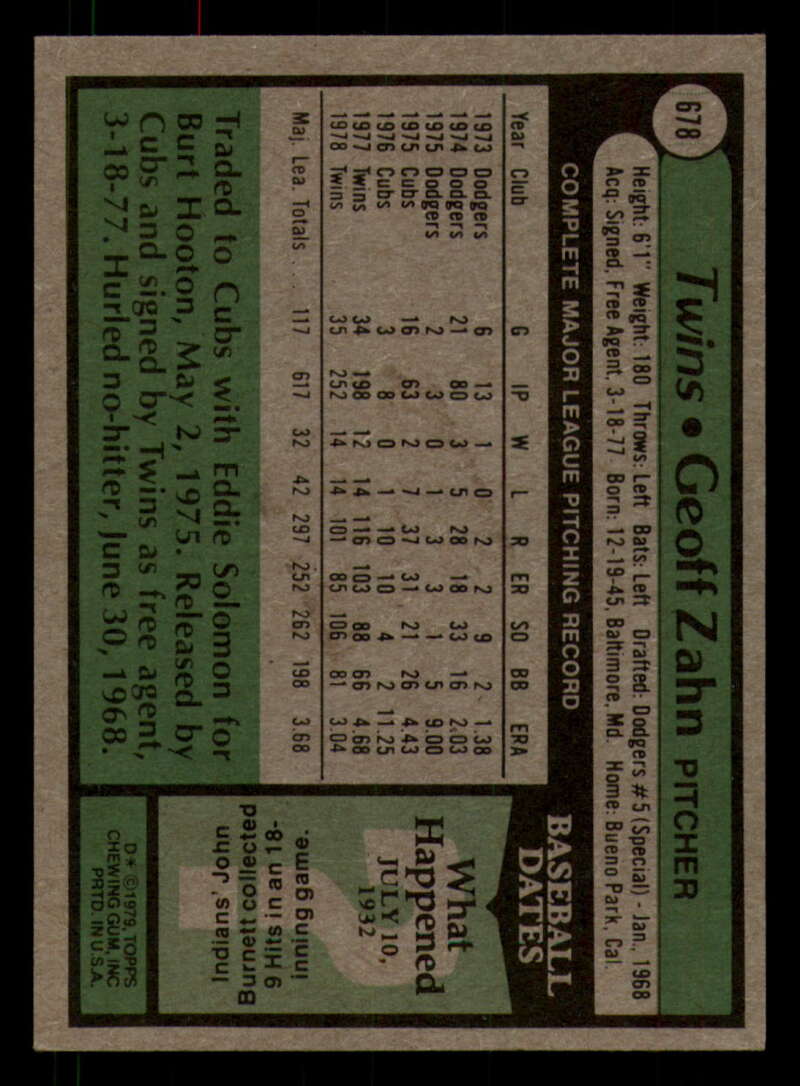 678
Twins • Geoff Zahn PITCHER
Height: 6'1" Weight: 180 Throws: Left Bats: Left Drafted: Dodgers #5 (Special) - Jan., 1968
Acq: Signed, Free Agent, 3-18-77 Born: 12-19-45, Baltimore, Md. Home: Bueno Park, Cal.
COMPLETE MAJOR LEAGUE PITCHING RECORD
Year Club G IP W L R ER SO BB ERA
1973 Dodgers 6 13 1 0 2 2 9 2 1.38
1974 Dodgers 21 80 3 5 28 18 33 16 2.03
1975 Dodgers 2 3 0 1 3 3 1 5 9.00
1975 Cubs 16 63 2 7 37 31 21 26 4.43
1976 Cubs 3 8 0 1 10 10 4 2 11.25
1977 Twins 34 198 12 14 116 103 88 66 4.68
1978 Twins 35 252 14 14 101 85 106 81 3.04
Maj. Lea. Totals . . . 117 617 32 42 297 252 262 198 3.68
Traded to Cubs with Eddie Solomon for
Burt Hooton, May 2, 1975. Released by
Cubs and signed by Twins as free agent,
3-18-77. Hurled no-hitter, June 30, 1968.
BASEBALL
DATES
What
Happened
JULY 10,
1932
?
Indians' John
Burnett collected
9 Hits in an 18-
inning game.
D* ©1979, TOPPS
CHEWING GUM, INC
PRTD. IN U.S.A.